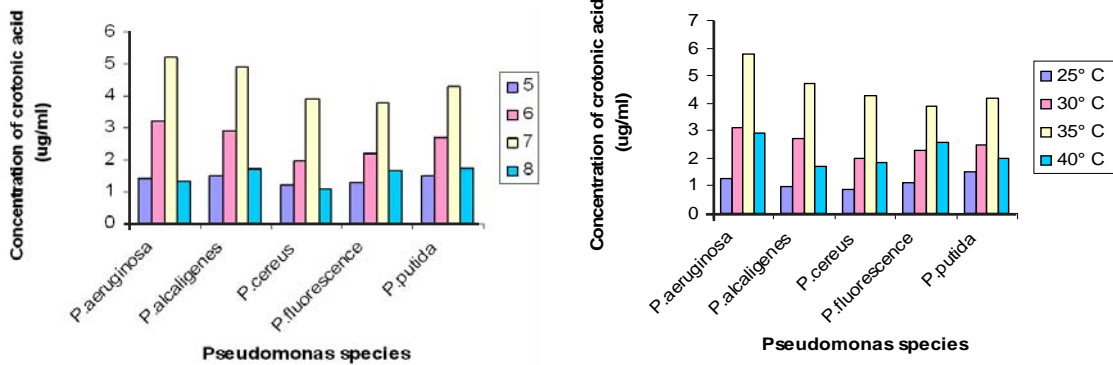 Concentration of crotonic acid
(ug/ml)
6
5
4
3
2
1
0
P.aeruginosa
P.alcaligenes
P.cereus
P.fluorescence
P.putida
Pseudomonas species
5
6
7
8
Concentration of crotonic acid
(ug/ml)
7
6
5
4
3
2
1
0
P.aeruginosa
P.alcaligenes
P.cereus
P.fluorescence
P.putida
Pseudomonas species
25° C
30° C
35° C
40° C